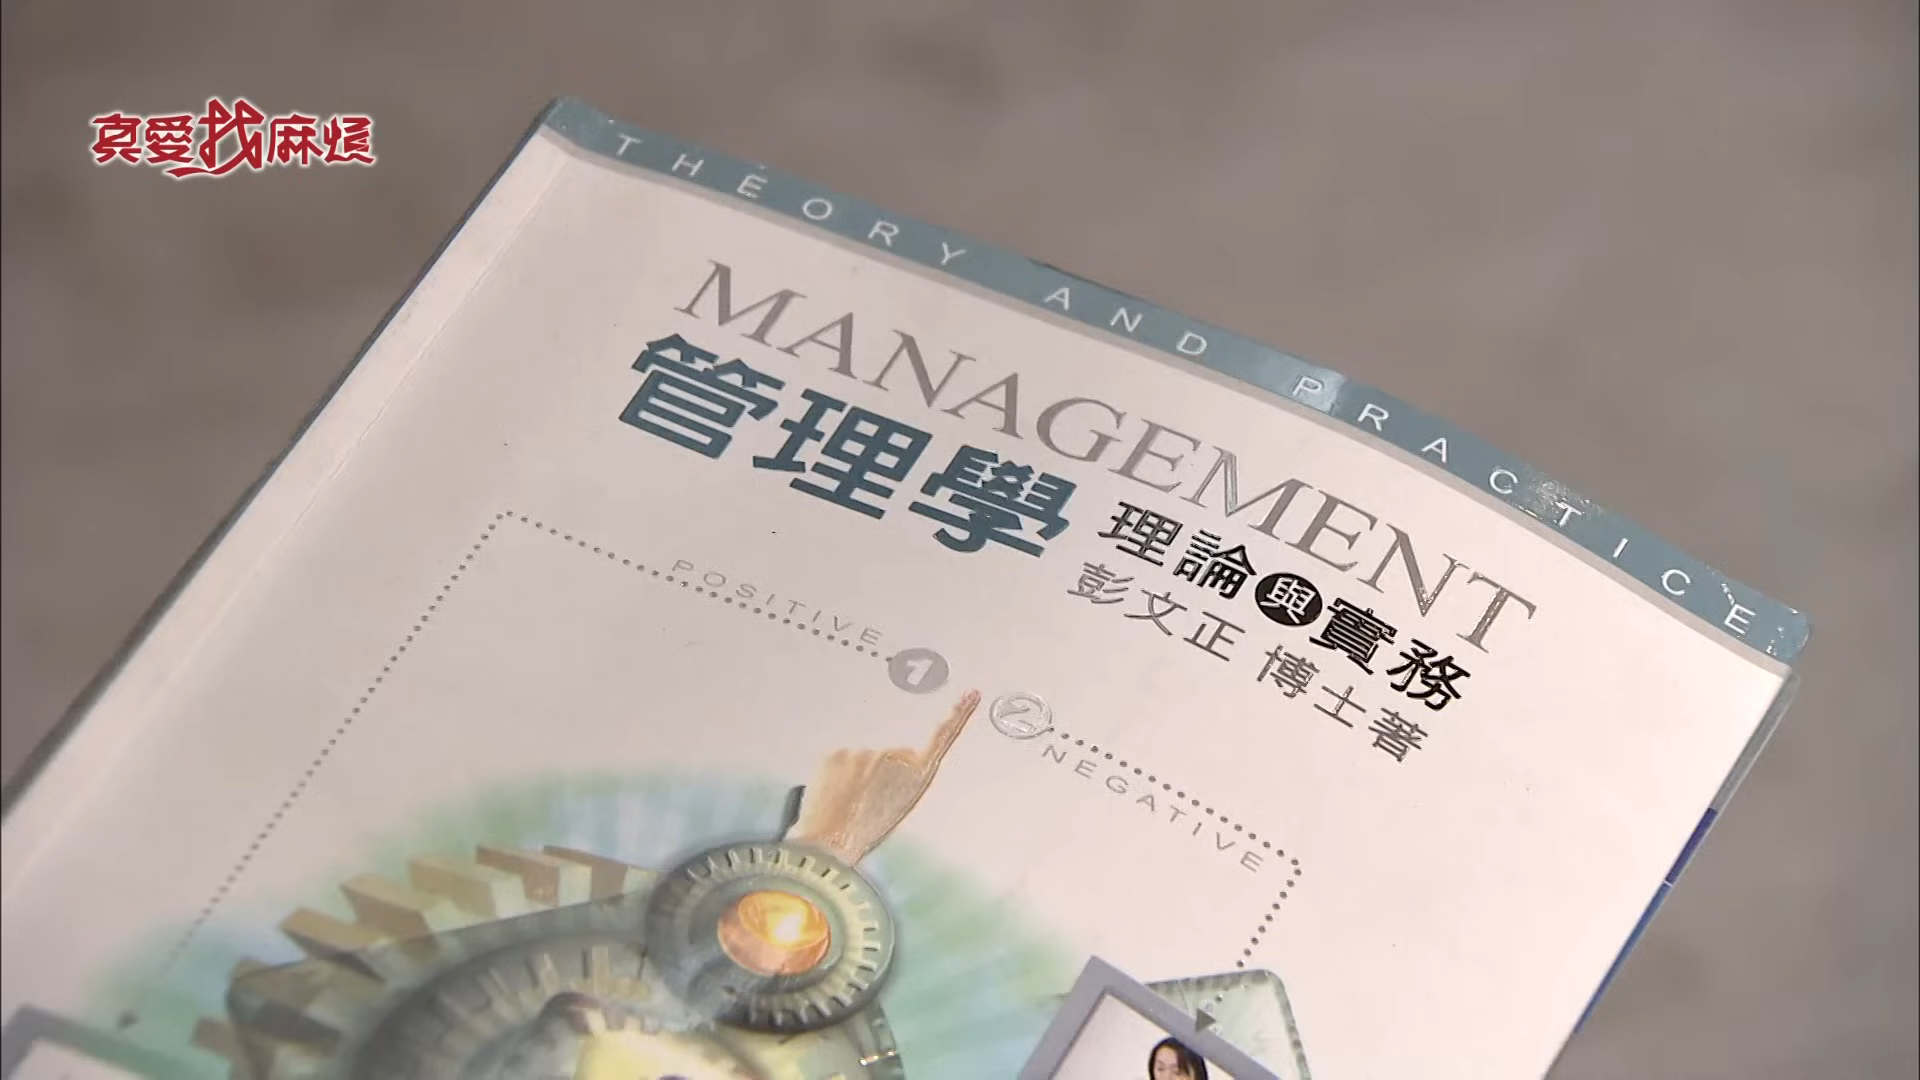 真愛找麻煩
THEORY AND PRACTICE
MANAGEMENT
管理學 理論與實務
彭文正 博士著
POSITIVE 1
2 NEGATIVE